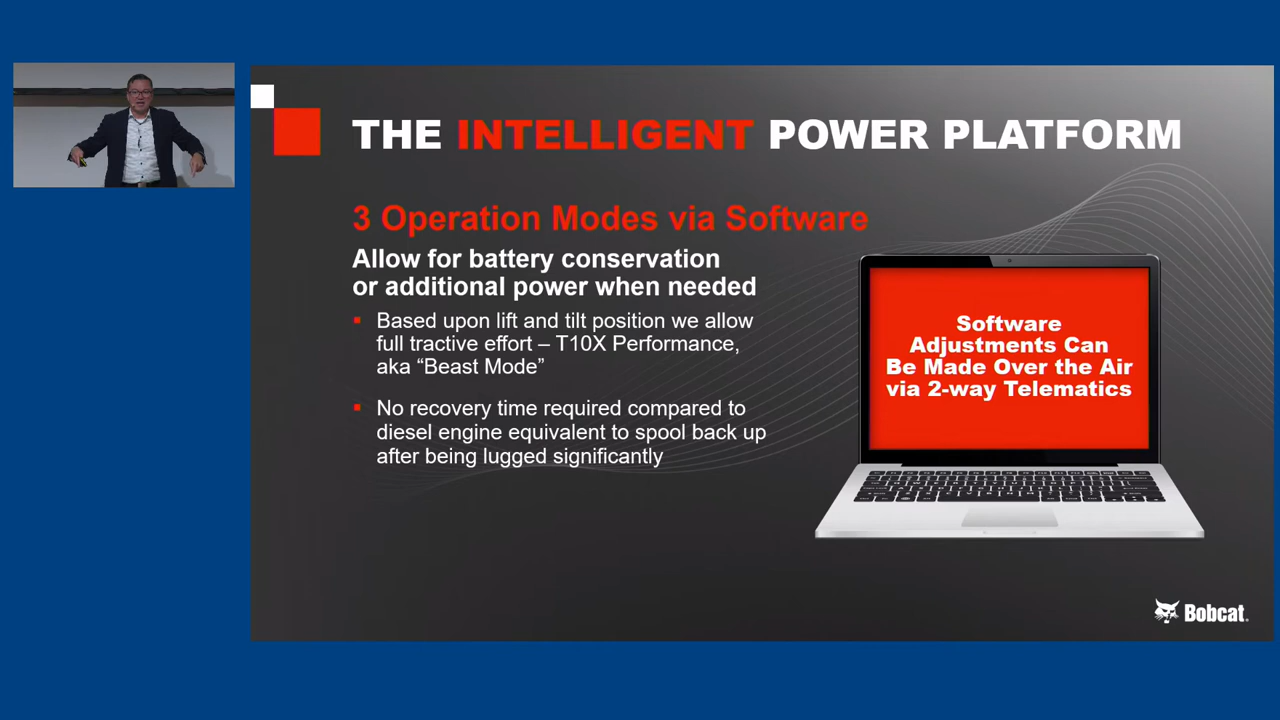 THE INTELLIGENT POWER PLATFORM
3 Operation Modes via Software
Allow for battery conservation
or additional power when needed
▪ Based upon lift and tilt position we allow
full tractive effort – T10X Performance,
aka “Beast Mode”
▪ No recovery time required compared to
diesel engine equivalent to spool back up
after being lugged significantly
Software
Adjustments Can
Be Made Over the Air
via 2-way Telematics
Bobcat®